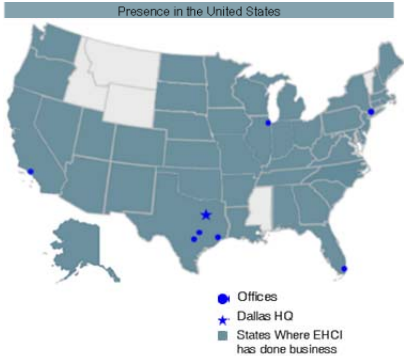 Presence in the United States
Offices
Dallas HQ
States Where EHCI
has done business